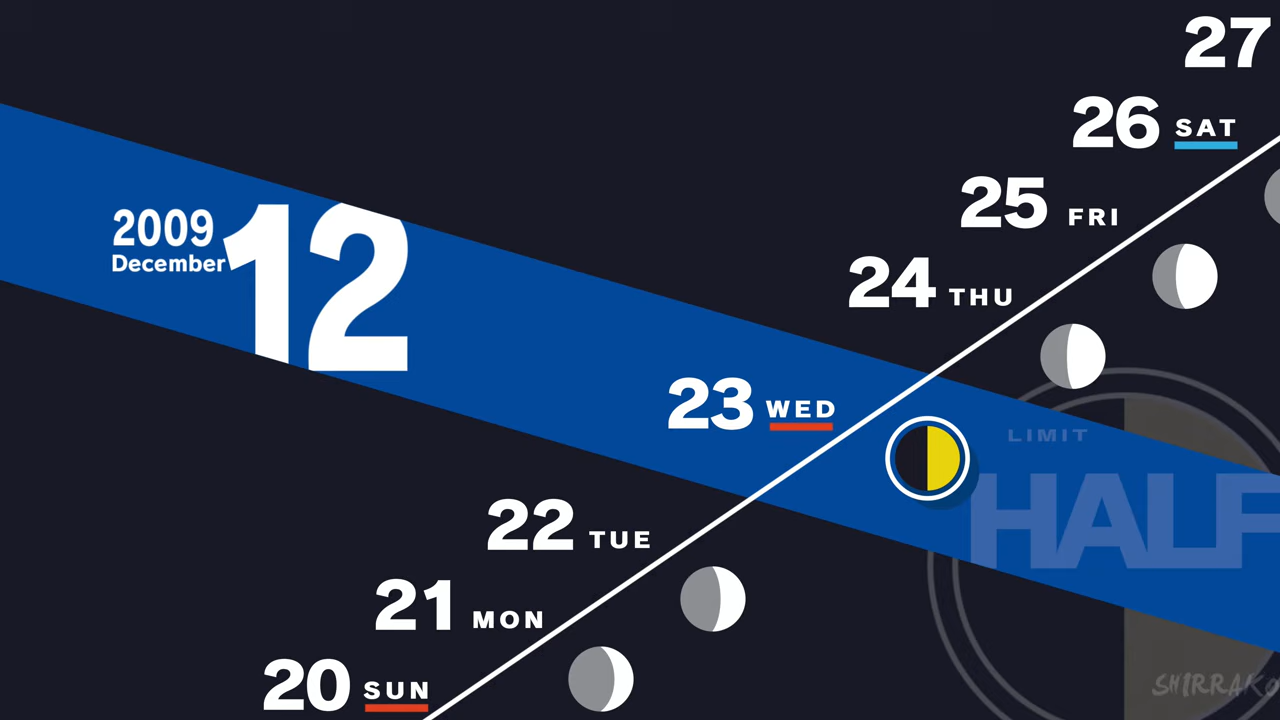 27
26 SAT
25 FRI
24 THU
23 WED
22 TUE
21 MON
20 SUN
2009
December
12
LIMIT
HALF
SHIRRAKO